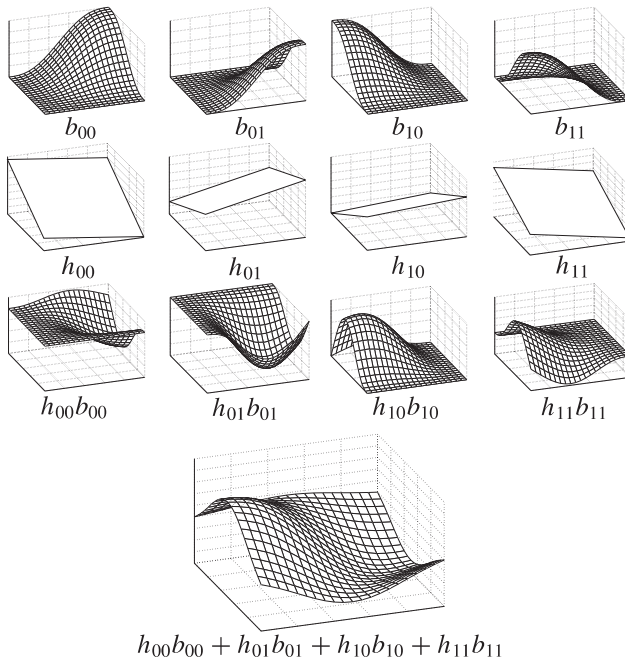 b₀₀ b₀₁ b₁₀ b₁₁
h₀₀ h₀₁ h₁₀ h₁₁
h₀₀b₀₀ h₀₁b₀₁ h₁₀b₁₀ h₁₁b₁₁
h₀₀b₀₀ + h₀₁b₀₁ + h₁₀b₁₀ + h₁₁b₁₁